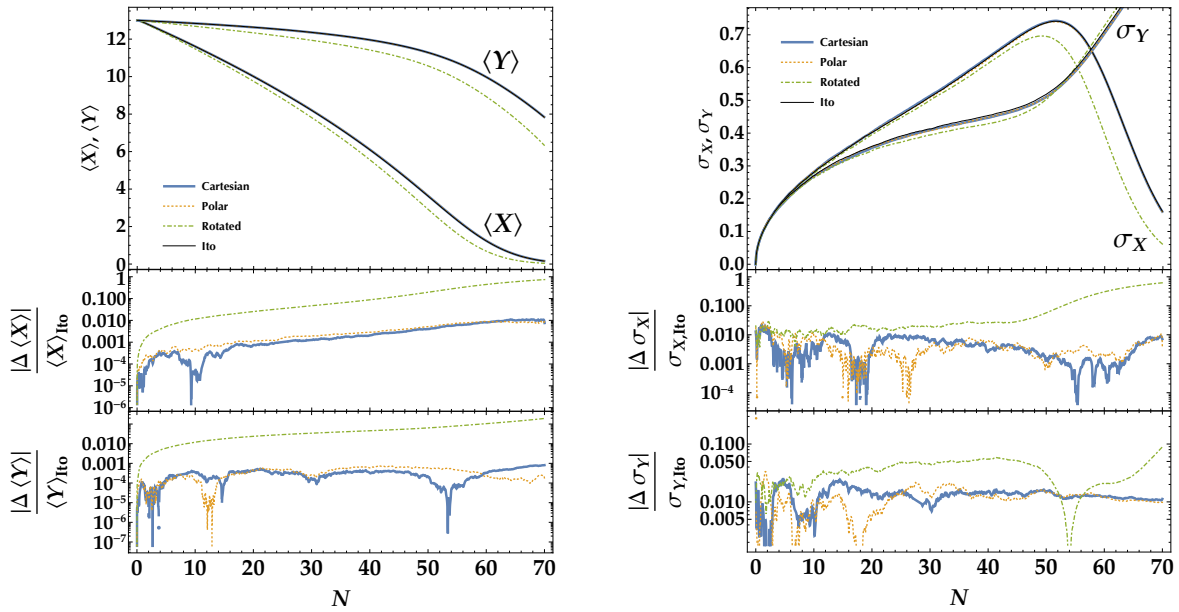 12
10
8
6
4
2
0
⟨X⟩, ⟨Y⟩
⟨Y⟩
⟨X⟩
Cartesian
Polar
Rotated
Ito
1
0.100
0.010
0.001
10⁻⁴
10⁻⁵
10⁻⁶
|Δ ⟨X⟩|
⟨X⟩Ito
0.010
0.001
10⁻⁴
10⁻⁵
10⁻⁶
10⁻⁷
|Δ ⟨Y⟩|
⟨Y⟩Ito
0 10 20 30 40 50 60 70
N
0.7
0.6
0.5
0.4
0.3
0.2
0.1
0.0
σX, σY
Cartesian
Polar
Rotated
Ito
σY
σX
1
0.100
0.010
0.001
10⁻⁴
|Δ σX|
σX,Ito
0.100
0.050
0.010
0.005
|Δ σY|
σY,Ito
0 10 20 30 40 50 60 70
N